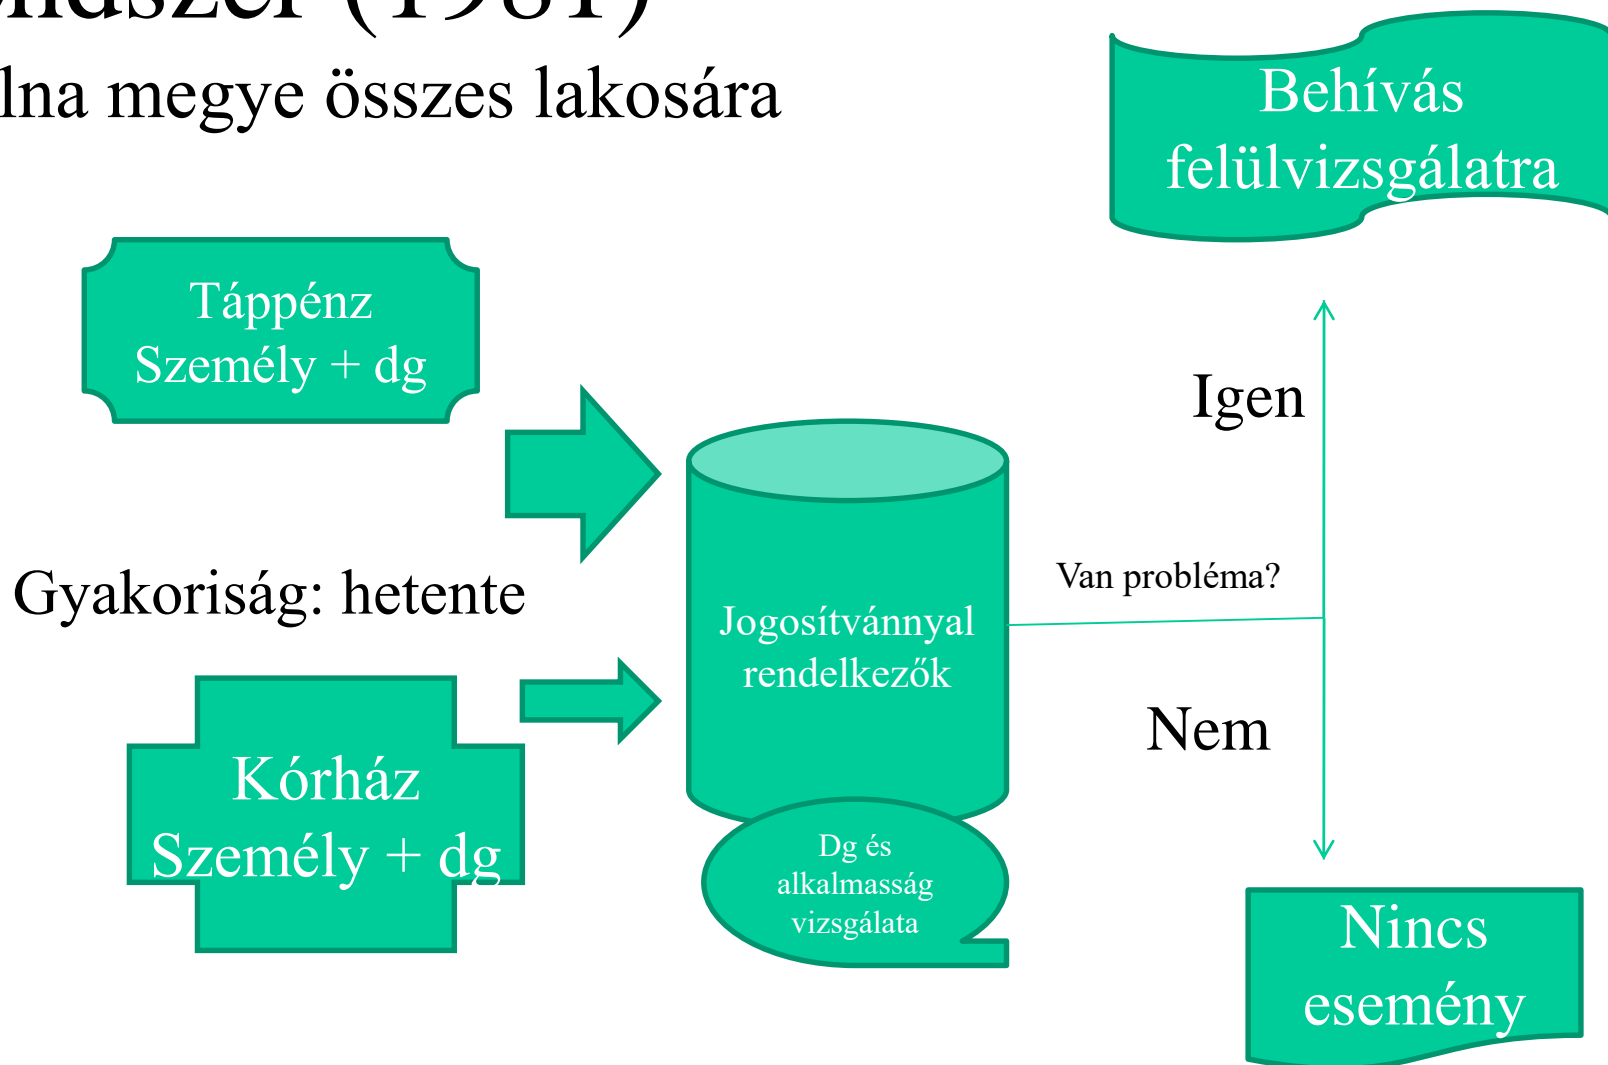 (1981)
megye összes lakosára
Behívás
felülvizsgálatra
Táppénz
Személy + dg
Igen
Gyakoriság: hetente
Van probléma?
Jogosítvánnyal
rendelkezők
Nem
Kórház
Személy + dg
Dg és
alkalmasság
vizsgálata
Nincs
esemény